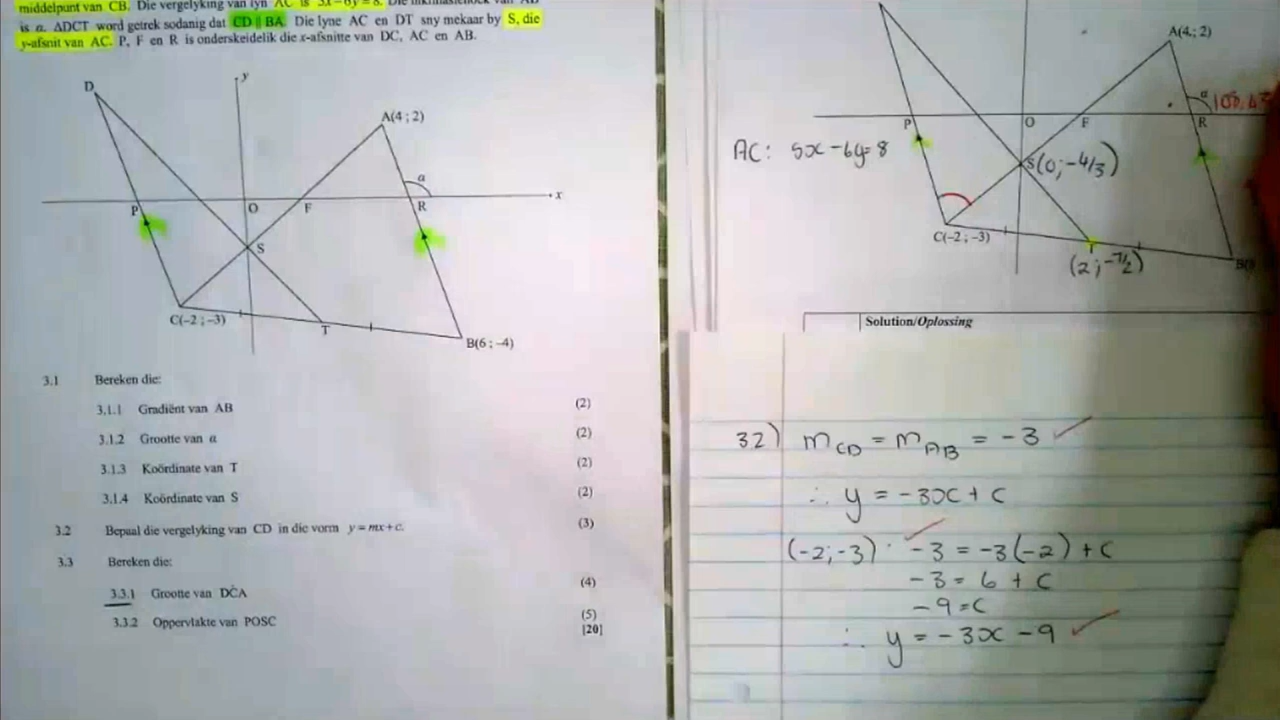 middelpunt van CB. Die vergelyking van lyn AC is 5x – 6y = 8. Die inklinasiehoek van AB
is α. ΔDCT word getrek sodanig dat CD || BA. Die lyne AC en DT sny mekaar by S, die
y-afsnit van AC. P, F en R is onderskeidelik die x-afsnitte van DC, AC en AB.
D
y
A(4 ; 2)
α
P
O
F
R
x
S
C(-2 ; -3)
T
B(6 ; -4)
3.1 Bereken die:
3.1.1 Gradiënt van AB (2)
3.1.2 Grootte van α (2)
3.1.3 Koördinate van T (2)
3.1.4 Koördinate van S (2)
3.2 Bepaal die vergelyking van CD in die vorm y = mx + c. (3)
3.3 Bereken die:
3.3.1 Grootte van DĈA (4)
3.3.2 Oppervlakte van POSC (5)
[20]
A(4 ; 2)
α
P
O
F
R
AC: 5x - 6y = 8
S(0; -4/3)
C(-2 ; -3)
T
(2; -7/2)
Solution/Oplossing
32) m CD = m AB = -3 ✓
∴ y = -3x + c
(-2;-3) · -3 = -3(-2) + c
-3 = 6 + c
-9 = c
∴ y = -3x - 9 ✓